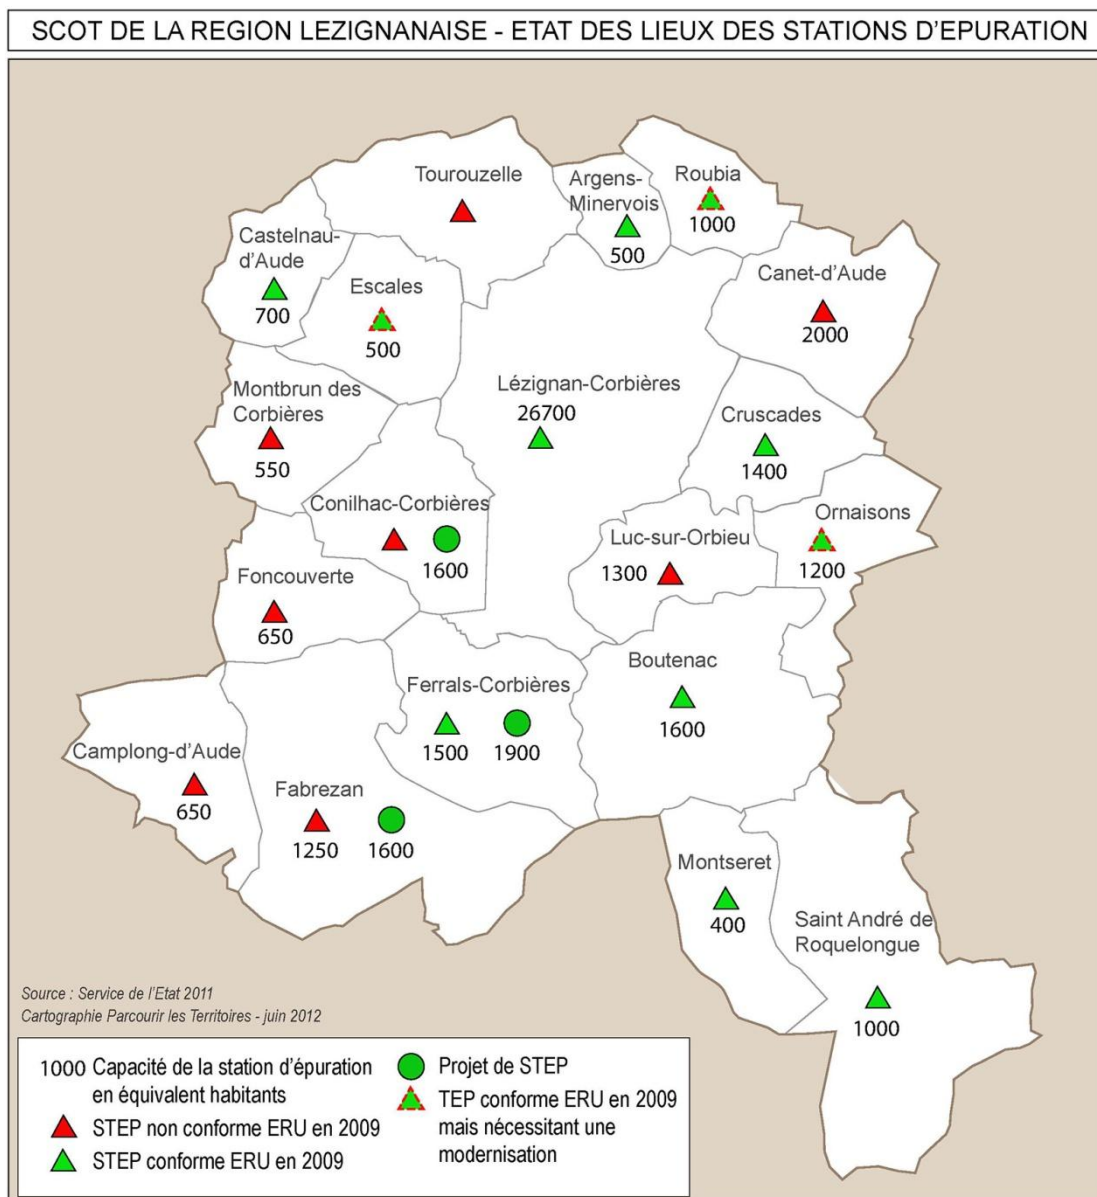 SCOT DE LA REGION LEZIGNANAISE - ETAT DES LIEUX DES STATIONS D'EPURATION
Tourouzelle
Argens-
Minervois
500
Roubia
1000
Castelnau-
d'Aude
700
Escales
500
Canet-d'Aude
2000
Montbrun des
Corbières
550
Lézignan-Corbières
26700
Cruscades
1400
Conilhac-Corbières
1600
Luc-sur-Orbieu
1300
Ornaisons
1200
Foncouverte
650
Ferrals-Corbières
1500
1900
Boutenac
1600
Camplong-d'Aude
650
Fabrezan
1250
1600
Montseret
400
Saint André de
Roquelongue
1000
Source : Service de l'Etat 2011
Cartographie Parcourir les Territoires - juin 2012
1000 Capacité de la station d'épuration
en équivalent habitants
STEP non conforme ERU en 2009
STEP conforme ERU en 2009
Projet de STEP
TEP conforme ERU en 2009
mais nécessitant une
modernisation